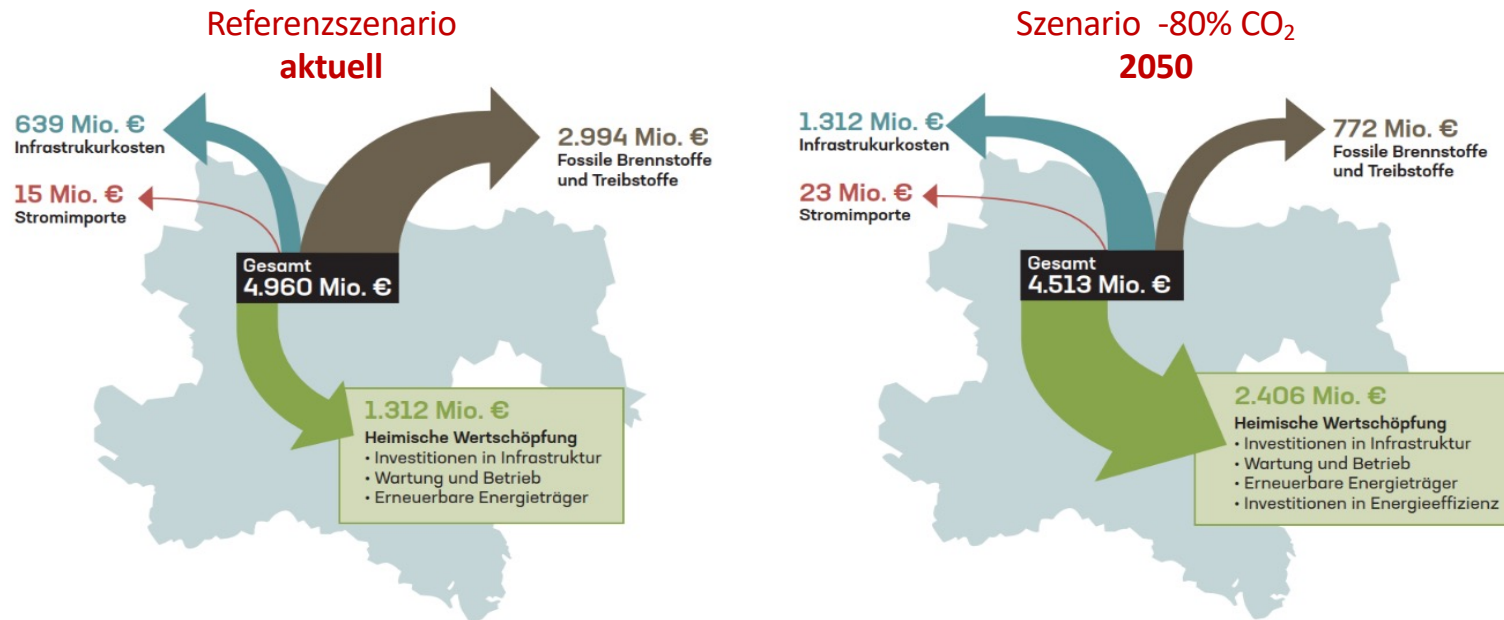 Referenzszenario
aktuell
639 Mio. €
Infrastrukurkosten
15 Mio. €
Stromimporte
2.994 Mio. €
Fossile Brennstoffe
und Treibstoffe
Gesamt
4.960 Mio. €
1.312 Mio. €
Heimische Wertschöpfung
• Investitionen in Infrastruktur
• Wartung und Betrieb
• Erneuerbare Energieträger
Szenario -80% CO₂
2050
1.312 Mio. €
Infrastrukurkosten
23 Mio. €
Stromimporte
772 Mio. €
Fossile Brennstoffe
und Treibstoffe
Gesamt
4.513 Mio. €
2.406 Mio. €
Heimische Wertschöpfung
• Investitionen in Infrastruktur
• Wartung und Betrieb
• Erneuerbare Energieträger
• Investitionen in Energieeffizienz